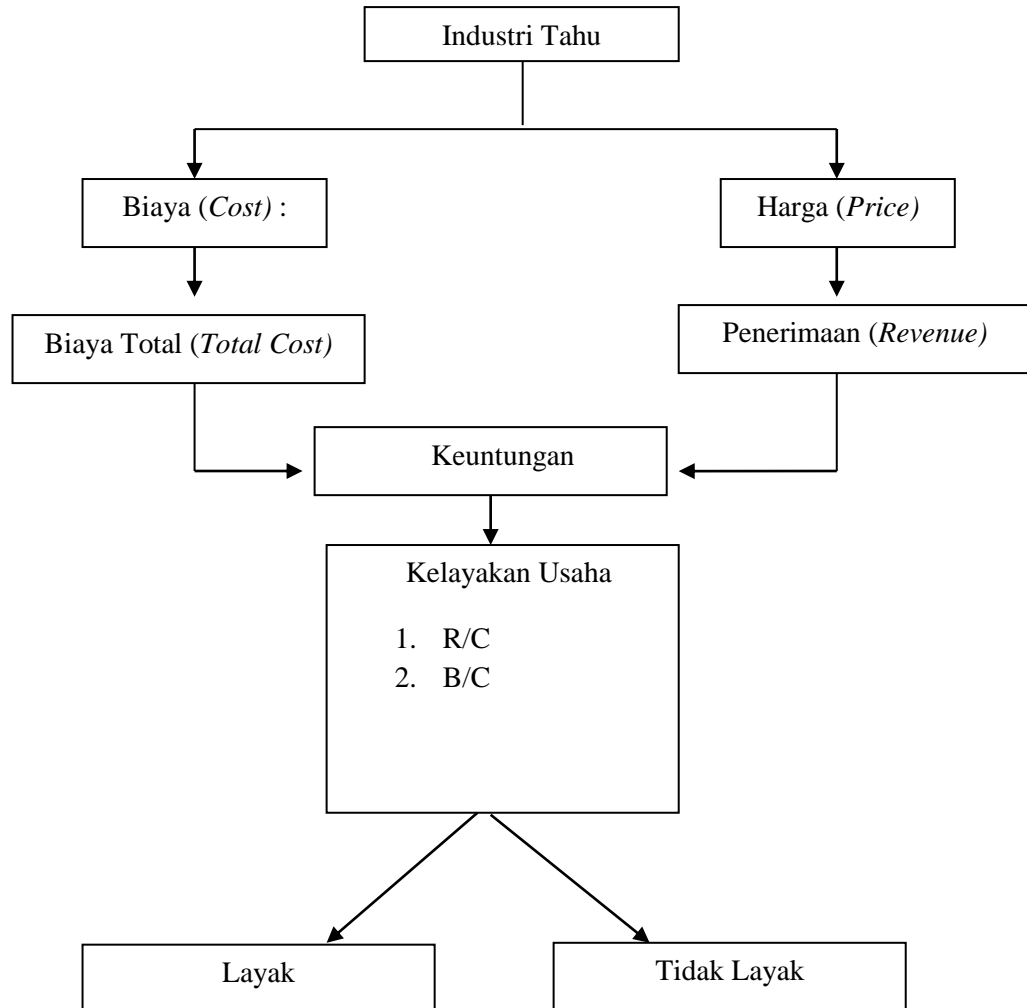 Industri Tahu
Biaya (Cost) :
Harga (Price)
Biaya Total (Total Cost)
Penerimaan (Revenue)
Keuntungan
Kelayakan Usaha
1. R/C
2. B/C
Layak
Tidak Layak